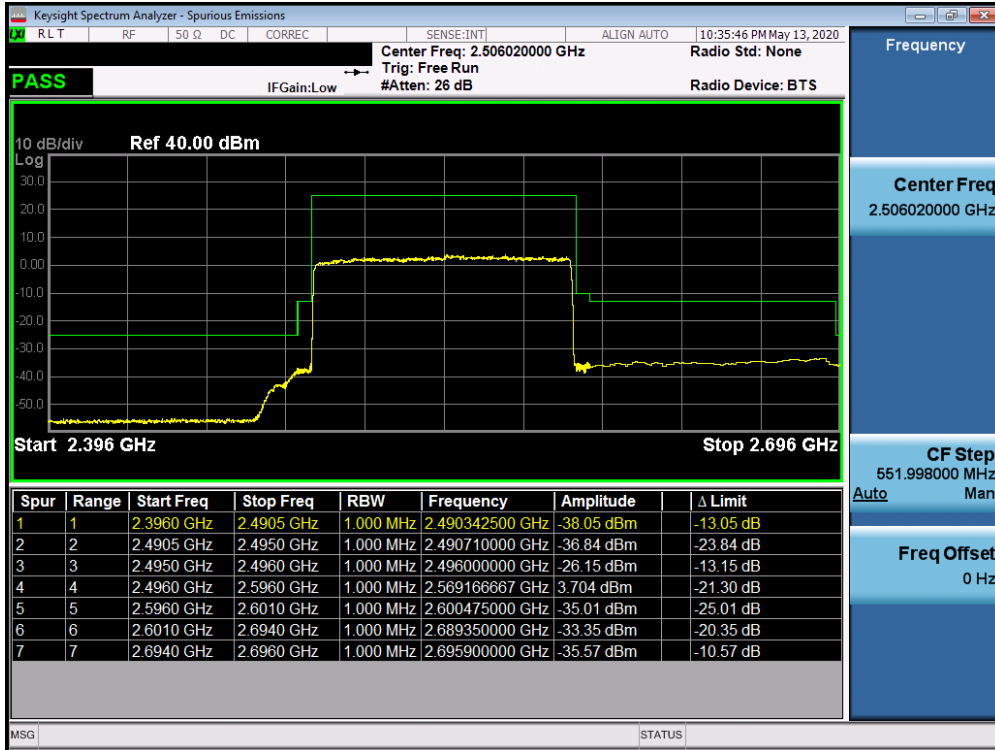 Keysight Spectrum Analyzer - Spurious Emissions
LXI RLT RF 50 Ω DC CORREC SENSE:INT ALIGN AUTO 10:35:46 PM May 13, 2020
Center Freq: 2.506020000 GHz Radio Std: None
Trig: Free Run
PASS IFGain:Low #Atten: 26 dB Radio Device: BTS
Frequency
10 dB/div Ref 40.00 dBm
Log
30.0
20.0
10.0
0.00
-10.0
-20.0
-30.0
-40.0
-50.0
Start 2.396 GHz Stop 2.696 GHz
Center Freq
2.506020000 GHz
CF Step
551.998000 MHz
Auto Man
Freq Offset
0 Hz
Spur Range Start Freq Stop Freq RBW Frequency Amplitude Δ Limit
1 1 2.3960 GHz 2.4905 GHz 1.000 MHz 2.490342500 GHz -38.05 dBm -13.05 dB
2 2 2.4905 GHz 2.4950 GHz 1.000 MHz 2.490710000 GHz -36.84 dBm -23.84 dB
3 3 2.4950 GHz 2.4960 GHz 1.000 MHz 2.496000000 GHz -26.15 dBm -13.15 dB
4 4 2.4960 GHz 2.5960 GHz 1.000 MHz 2.569166667 GHz 3.704 dBm -21.30 dB
5 5 2.5960 GHz 2.6010 GHz 1.000 MHz 2.600475000 GHz -35.01 dBm -25.01 dB
6 6 2.6010 GHz 2.6940 GHz 1.000 MHz 2.689350000 GHz -33.35 dBm -20.35 dB
7 7 2.6940 GHz 2.6960 GHz 1.000 MHz 2.695900000 GHz -35.57 dBm -10.57 dB
MSG STATUS